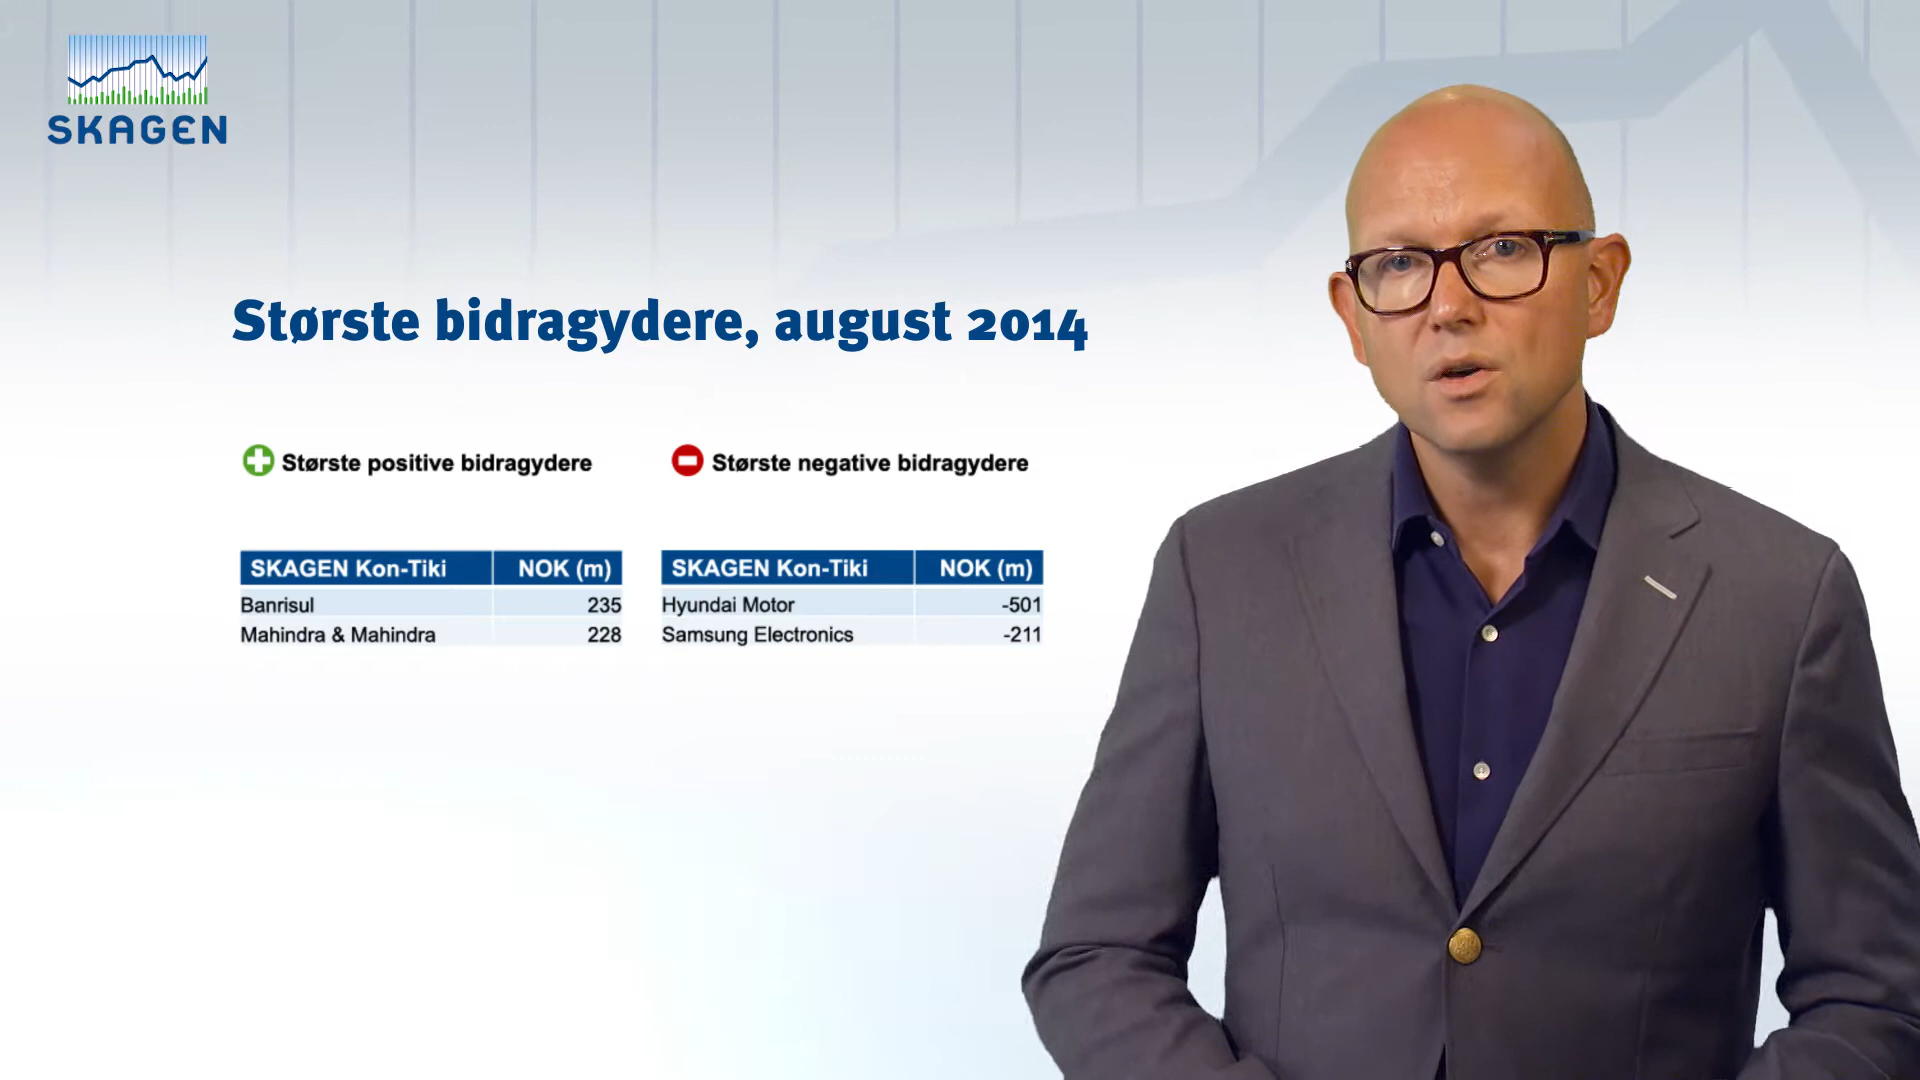 SKAGEN
Største bidragydere, august 2014
Største positive bidragydere
Største negative bidragydere
SKAGEN Kon-Tiki NOK (m)
Banrisul 235
Mahindra & Mahindra 228
SKAGEN Kon-Tiki NOK (m)
Hyundai Motor -501
Samsung Electronics -211